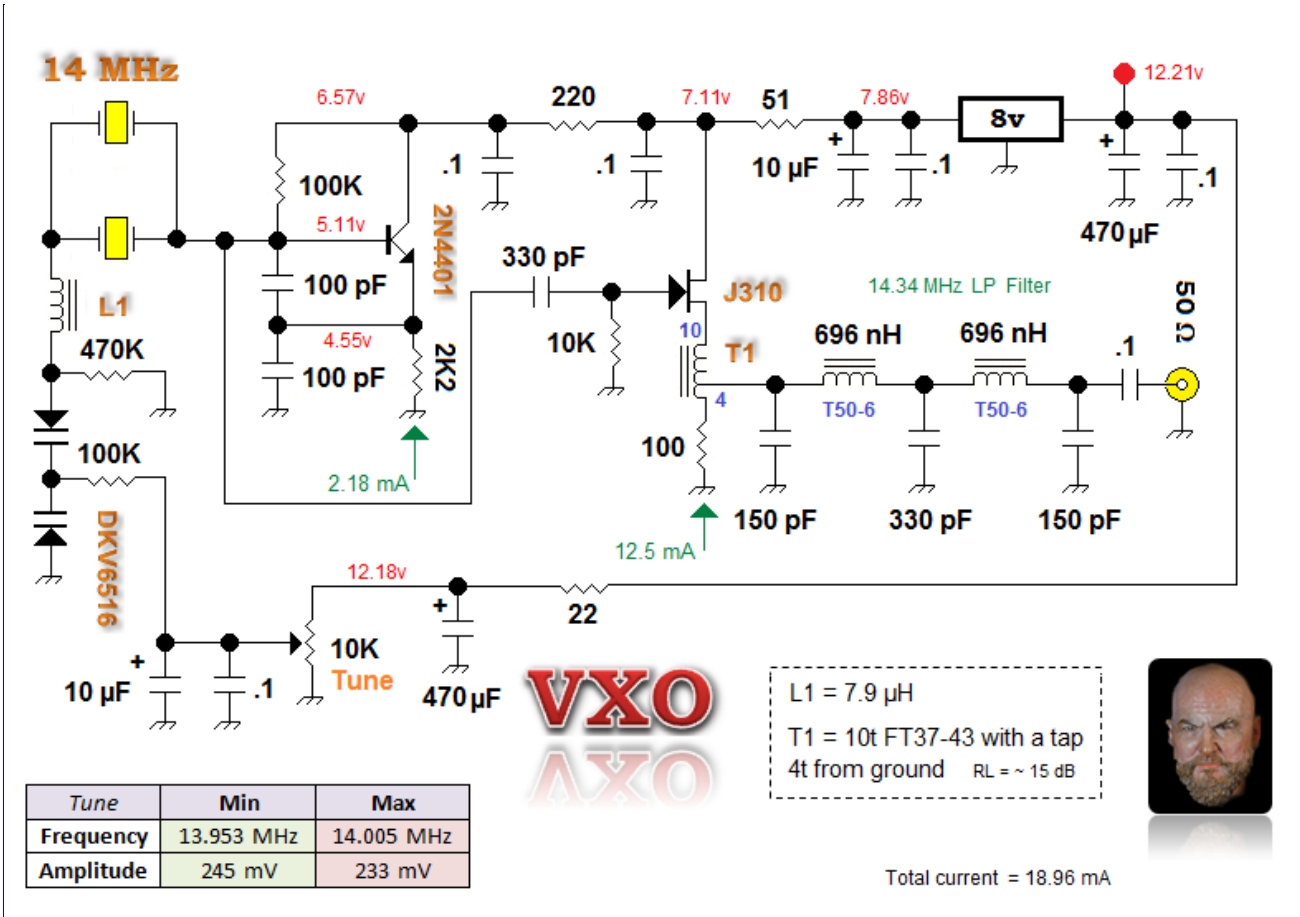 14 MHz
12.21v
6.57v
220
7.11v
51
7.86v
8v
+
+
.1
.1
10 µF
.1
.1
100K
2N4401
470 µF
5.11v
330 pF
100 pF
L1
J310
14.34 MHz LP Filter
50 Ω
4.55v
10K
10
696 nH
696 nH
.1
470K
2K2
T1
100 pF
4
T50-6
T50-6
100K
100
2.18 mA
150 pF
330 pF
150 pF
DKV6516
12.5 mA
12.18v
+
22
10K
Tune
+
10 µF
.1
470 µF
VXO
L1 = 7.9 µH
T1 = 10t FT37-43 with a tap
4t from ground RL = ~ 15 dB
Tune Min Max
Frequency 13.953 MHz 14.005 MHz
Amplitude 245 mV 233 mV
Total current = 18.96 mA